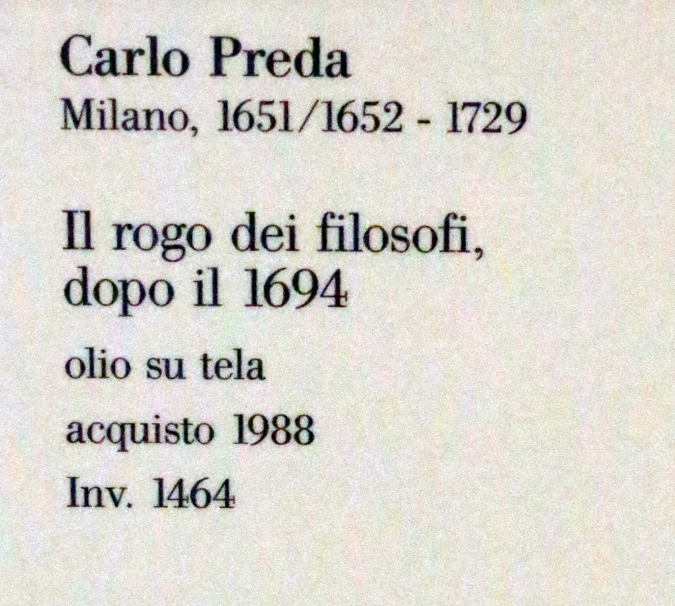 Carlo Preda
Milano, 1651/1652 - 1729
Il rogo dei filosofi,
dopo il 1694
olio su tela
acquisto 1988
Inv. 1464